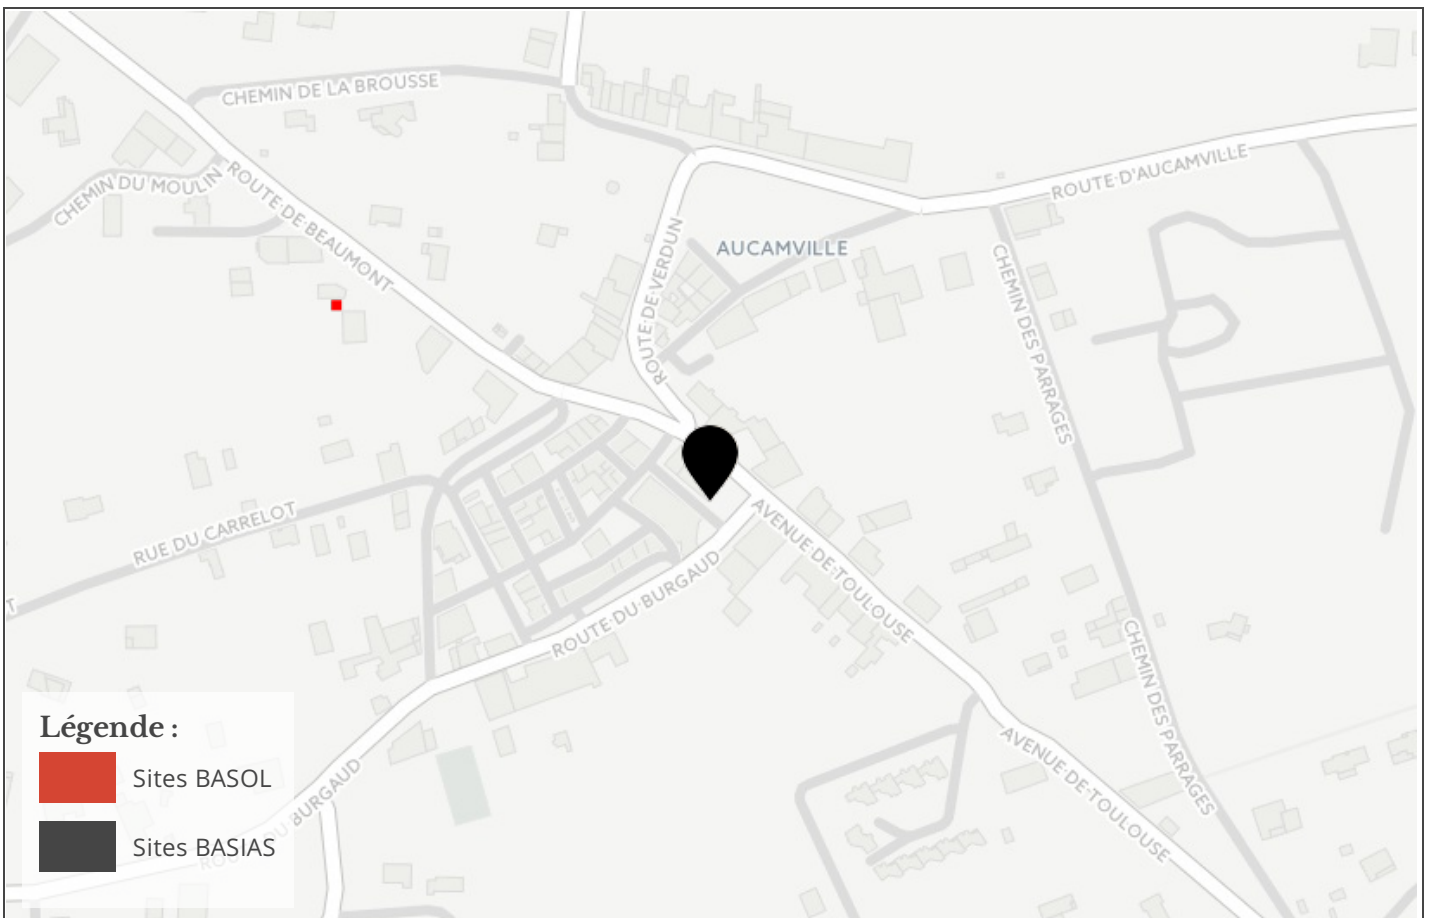 CHEMIN DE LA BROUSSE
CHEMIN DU MOULIN
ROUTE·DE·BEAUMONT
ROUTE·DE·VERDUN
AUCAMVILLE
ROUTE·D'AUCAMVILLE
CHEMIN DES PARRAGES
RUE DU CARRELOT
AVENUE·DE·TOULOUSE
ROUTE·DU·BURGAUD
CHEMIN DES PARRAGES
AVENUE·DE·TOULOUSE
Légende :
Sites BASOL
Sites BASIAS
DU BURGAUD